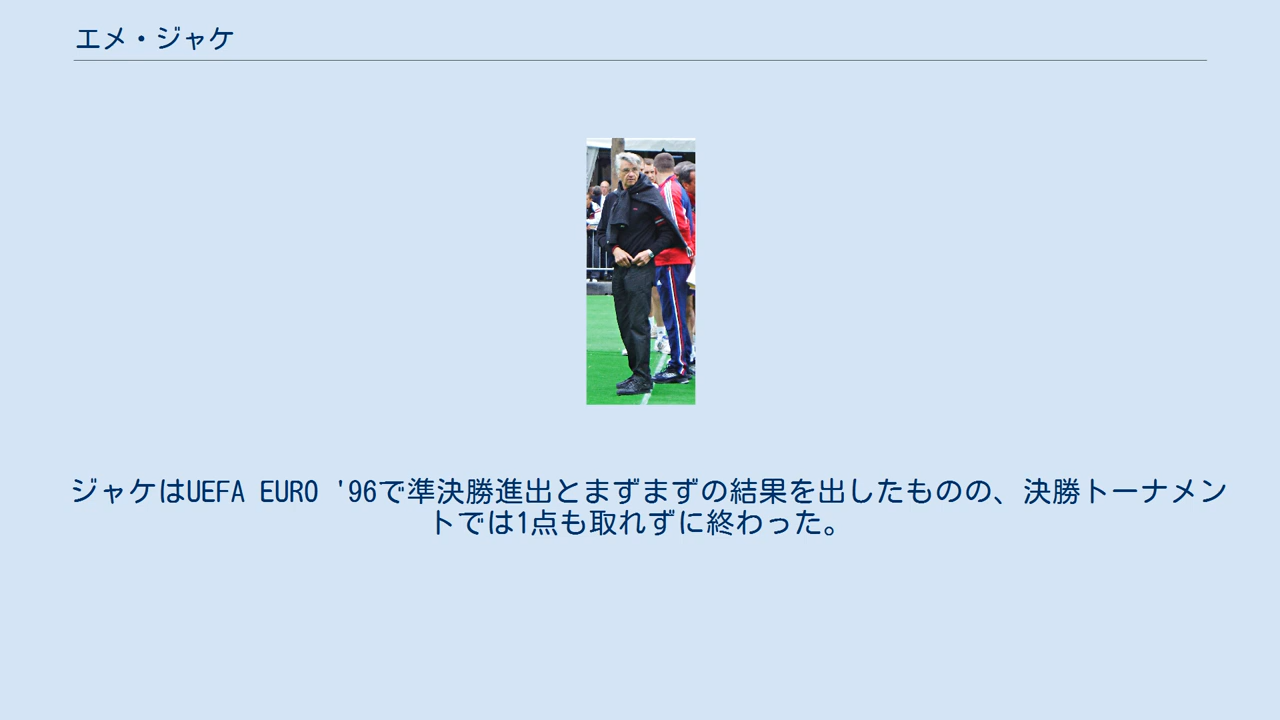 エメ・ジャケ
ジャケはUEFA EURO '96で準決勝進出とまずまずの結果を出したものの、決勝トーナメン
トでは1点も取れずに終わった。